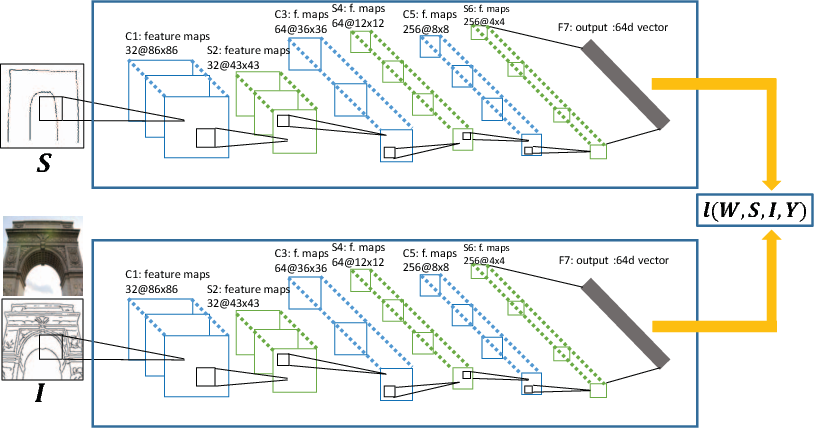 C1: feature maps
32@86x86
S2: feature maps
32@43x43
C3: f. maps
64@36x36
S4: f. maps
64@12x12
C5: f. maps
256@8x8
S6: f. maps
256@4x4
F7: output :64d vector
S
l(W,S,I,Y)
C1: feature maps
32@86x86
S2: feature maps
32@43x43
C3: f. maps
64@36x36
S4: f. maps
64@12x12
C5: f. maps
256@8x8
S6: f. maps
256@4x4
F7: output :64d vector
I